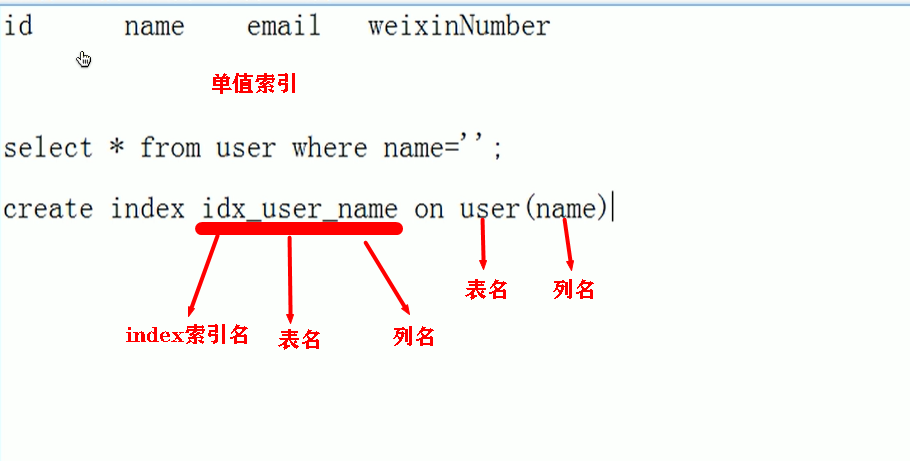 id name email weixinNumber
单值索引
select * from user where name='';
create index idx_user_name on user(name)
表名 列名
index索引名 表名 列名